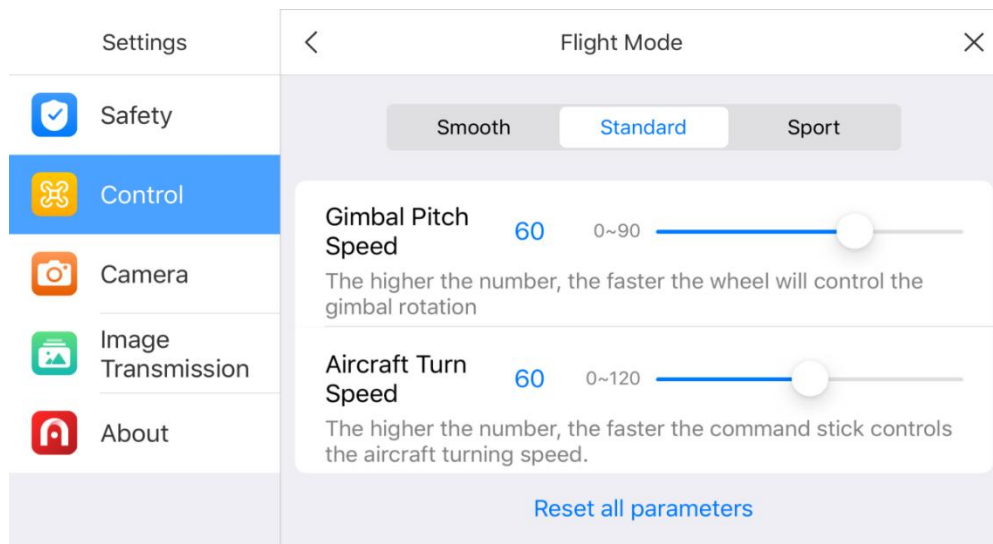 Settings
Flight Mode
Safety
Control
Camera
Image
Transmission
About
Smooth Standard Sport
Gimbal Pitch
Speed
60 0~90
The higher the number, the faster the wheel will control the
gimbal rotation
Aircraft Turn
Speed
60 0~120
The higher the number, the faster the command stick controls
the aircraft turning speed.
Reset all parameters